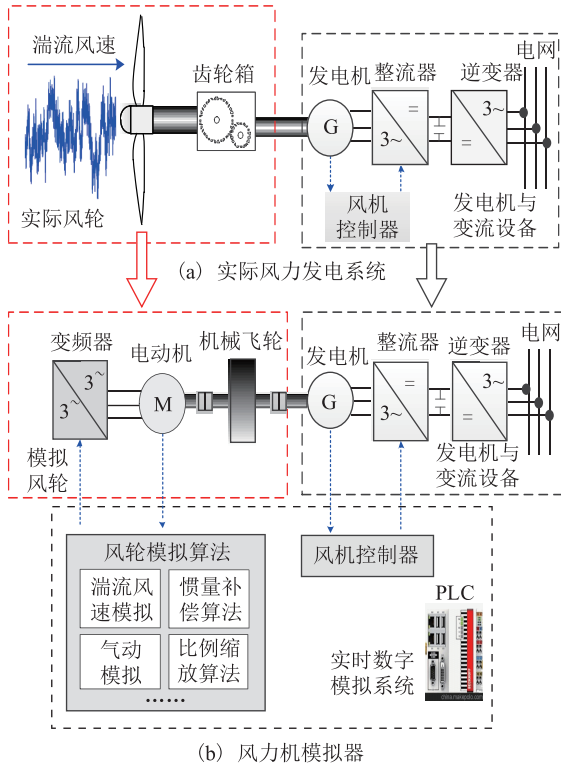 湍流风速
齿轮箱
实际风轮
发电机
整流器
逆变器
电网
G
=
3~
3~
=
风机
控制器
发电机与
变流设备
(a) 实际风力发电系统
变频器
电动机
机械飞轮
3~
3~
M
模拟
风轮
发电机
整流器
逆变器
电网
G
=
3~
3~
=
发电机与
变流设备
风轮模拟算法
湍流风
速模拟
惯量补
偿算法
气动
模拟
比例缩
放算法
······
风机控制器
PLC
实时数字
模拟系统
china.makepolo.com
(b) 风力机模拟器